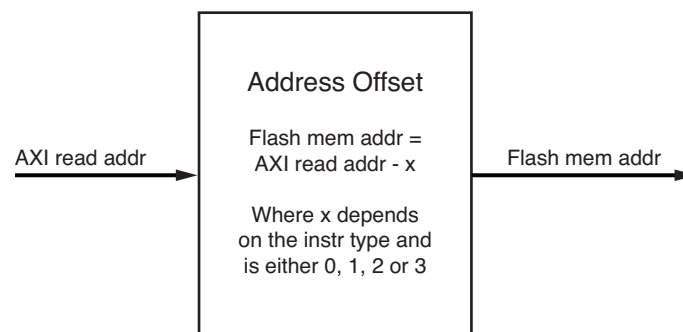 Address Offset
Flash mem addr =
AXI read addr - x
AXI read addr
Flash mem addr
Where x depends
on the instr type and
is either 0, 1, 2 or 3